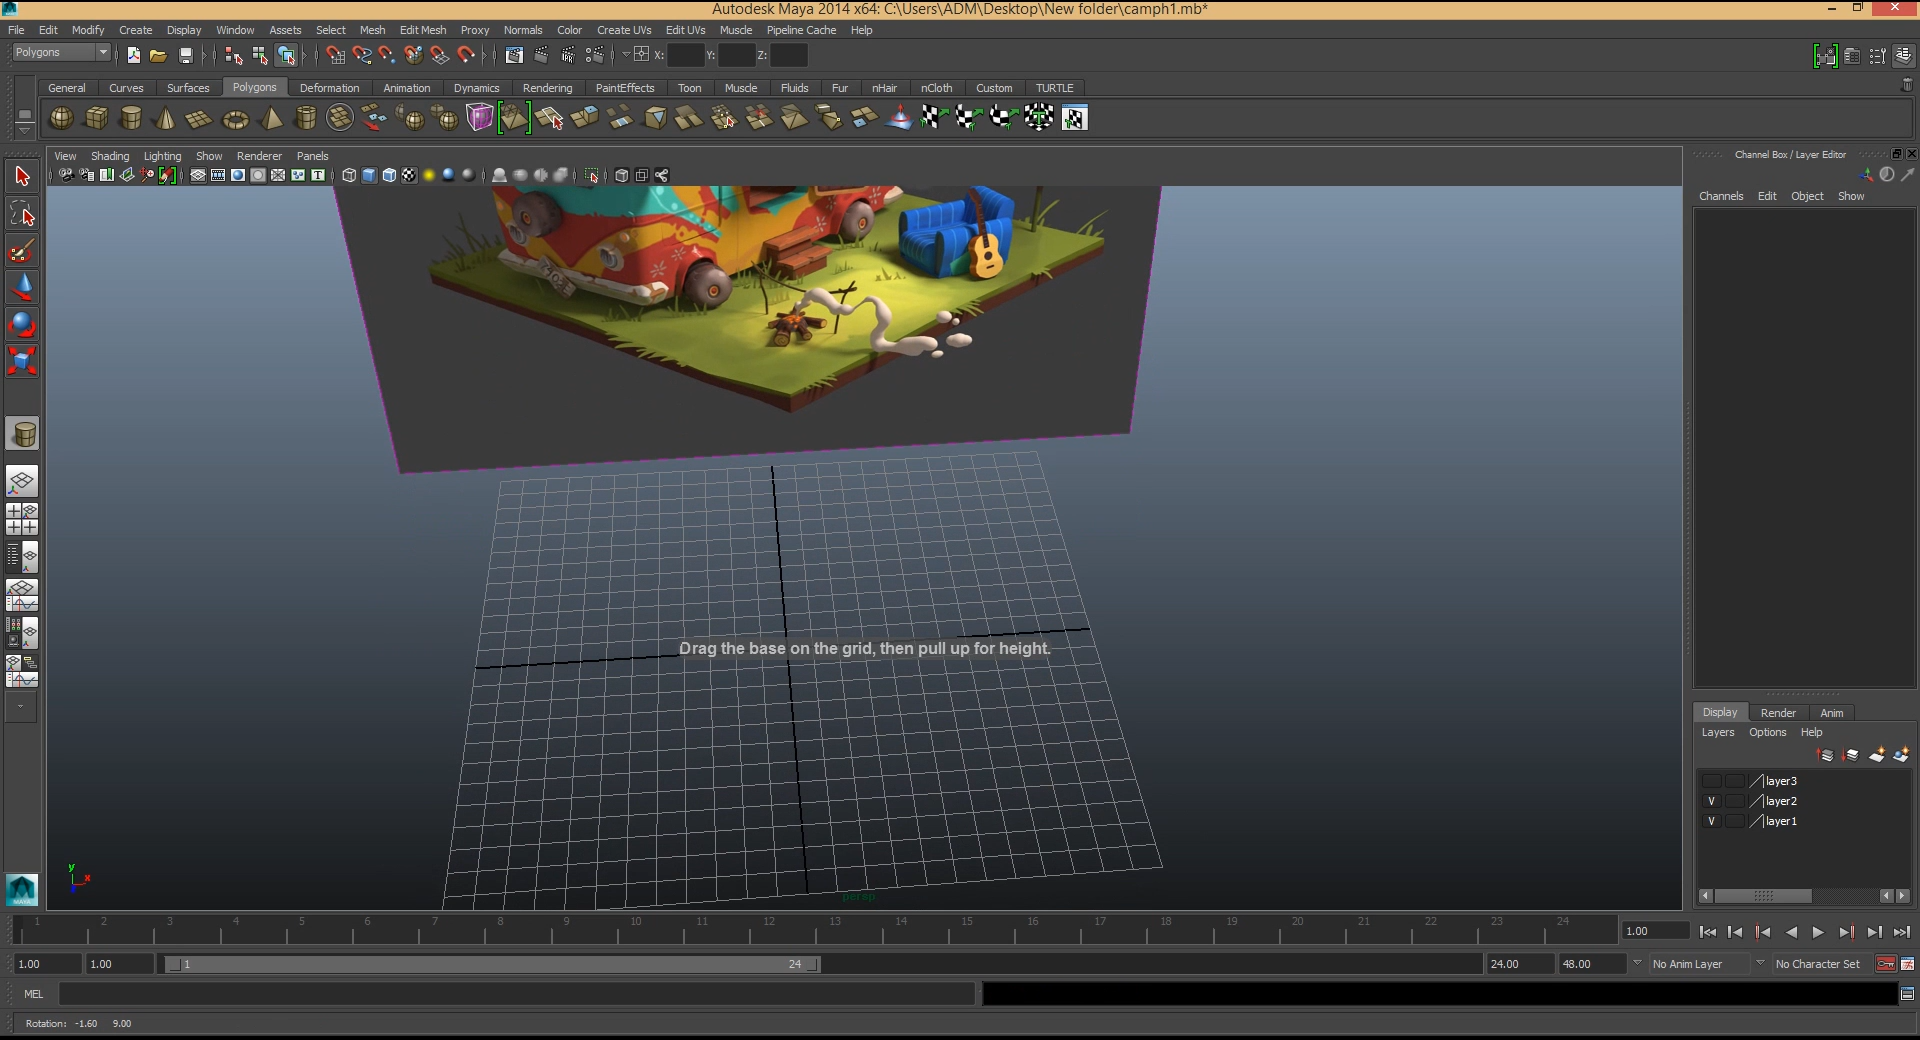 Autodesk Maya 2014 x64: C:\Users\ADM\Desktop\New folder\camph1.mb*
File Edit Modify Create Display Window Assets Select Mesh Edit Mesh Proxy Normals Color Create UVs Edit UVs Muscle Pipeline Cache Help
Polygons X: Y: Z:
General Curves Surfaces Polygons Deformation Animation Dynamics Rendering PaintEffects Toon Muscle Fluids Fur nHair nCloth Custom TURTLE
View Shading Lighting Show Renderer Panels
Channel Box / Layer Editor
Channels Edit Object Show
Drag the base on the grid, then pull up for height.
Display Render Anim
Layers Options Help
layer3
V layer2
V layer1
y
x
persp
1 2 3 4 5 6 7 8 9 10 11 12 13 14 15 16 17 18 19 20 21 22 23 24 1.00
1.00 1.00 1 24 24.00 48.00 No Anim Layer No Character Set
MEL
Rotation: -1.60 9.00